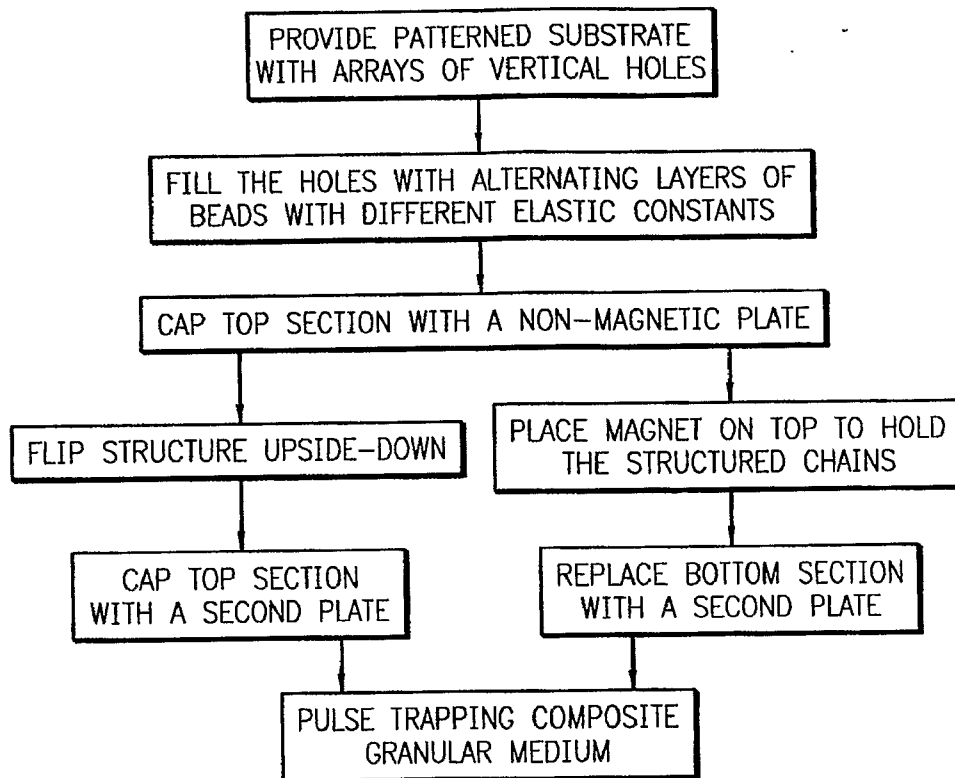 PROVIDE PATTERNED SUBSTRATE
WITH ARRAYS OF VERTICAL HOLES
FILL THE HOLES WITH ALTERNATING LAYERS OF
BEADS WITH DIFFERENT ELASTIC CONSTANTS
CAP TOP SECTION WITH A NON-MAGNETIC PLATE
FLIP STRUCTURE UPSIDE-DOWN
PLACE MAGNET ON TOP TO HOLD
THE STRUCTURED CHAINS
CAP TOP SECTION
WITH A SECOND PLATE
REPLACE BOTTOM SECTION
WITH A SECOND PLATE
PULSE TRAPPING COMPOSITE
GRANULAR MEDIUM